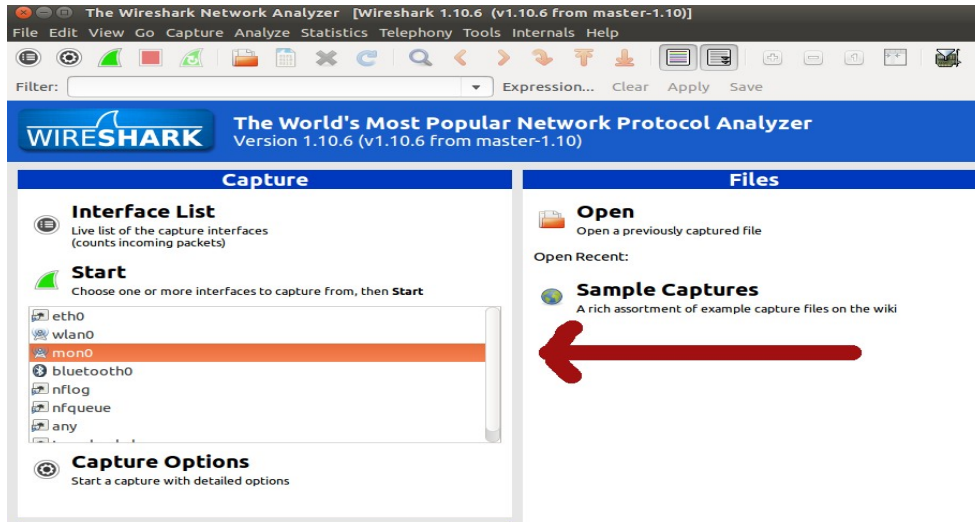 The Wireshark Network Analyzer [Wireshark 1.10.6 (v1.10.6 from master-1.10)]
File Edit View Go Capture Analyze Statistics Telephony Tools Internals Help
Filter:
Expression... Clear Apply Save
WIRESHARK
The World's Most Popular Network Protocol Analyzer
Version 1.10.6 (v1.10.6 from master-1.10)
Capture
Interface List
Live list of the capture interfaces
(counts incoming packets)
Start
Choose one or more interfaces to capture from, then Start
eth0
wlan0
mon0
bluetooth0
nflog
nfqueue
any
Capture Options
Start a capture with detailed options
Files
Open
Open a previously captured file
Open Recent:
Sample Captures
A rich assortment of example capture files on the wiki